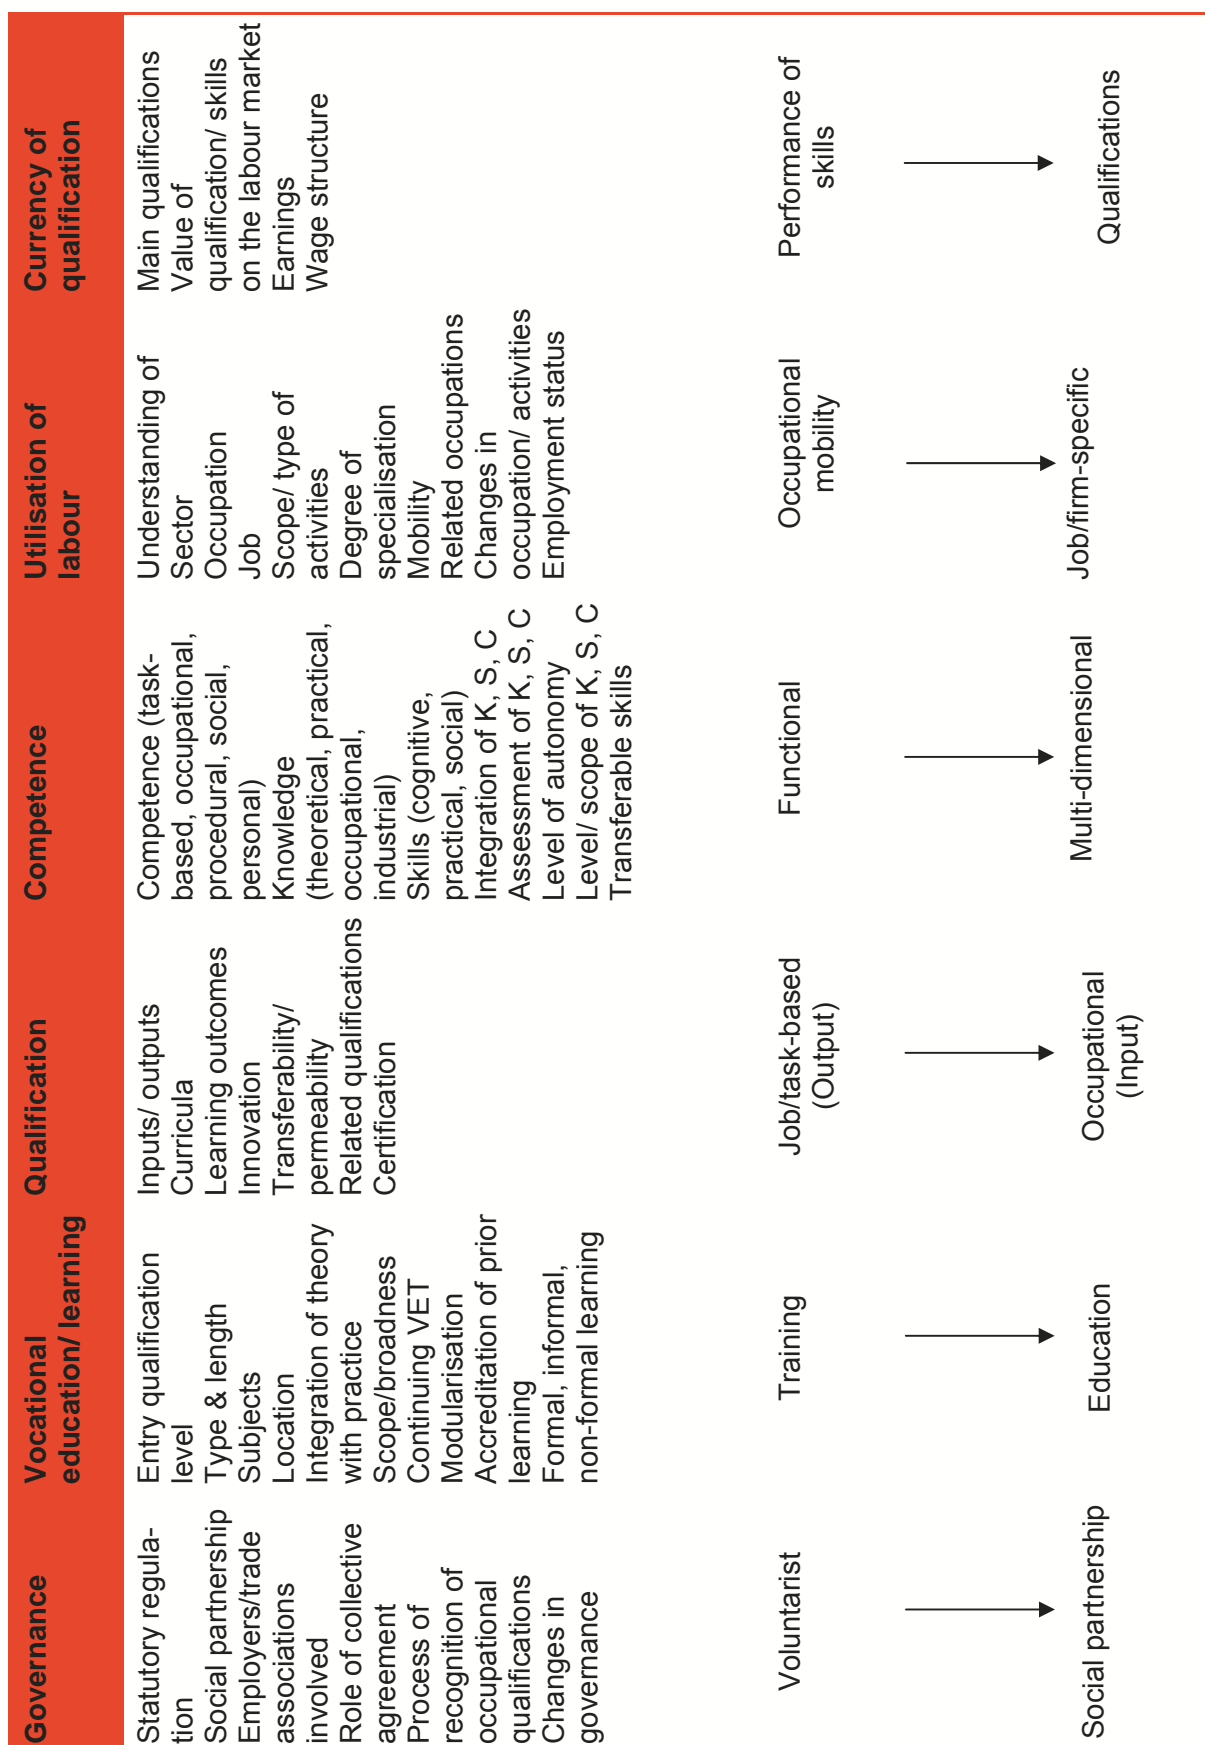 Governance
Statutory regula-
tion
Social partnership
Employers/trade
associations
involved
Role of collective
agreement
Process of
recognition of
occupational
qualifications
Changes in
governance
Voluntarist
Social partnership
Vocational
education/ learning
Entry qualification
level
Type & length
Subjects
Location
Integration of theory
with practice
Scope/broadness
Continuing VET
Modularisation
Accreditation of prior
learning
Formal, informal,
non-formal learning
Training
Education
Qualification
Inputs/ outputs
Curricula
Learning outcomes
Innovation
Transferability/
permeability
Related qualifications
Certification
Job/task-based
(Output)
Occupational
(Input)
Competence
Competence (task-
based, occupational,
procedural, social,
personal)
Knowledge
(theoretical, practical,
occupational,
industrial)
Skills (cognitive,
practical, social)
Integration of K, S, C
Assessment of K, S, C
Level of autonomy
Level/ scope of K, S, C
Transferable skills
Functional
Multi-dimensional
Utilisation of
labour
Understanding of
Sector
Occupation
Job
Scope/ type of
activities
Degree of
specialisation
Mobility
Related occupations
Changes in
occupation/ activities
Employment status
Occupational
mobility
Job/firm-specific
Currency of
qualification
Main qualifications
Value of
qualification/ skills
on the labour market
Earnings
Wage structure
Performance of
skills
Qualifications